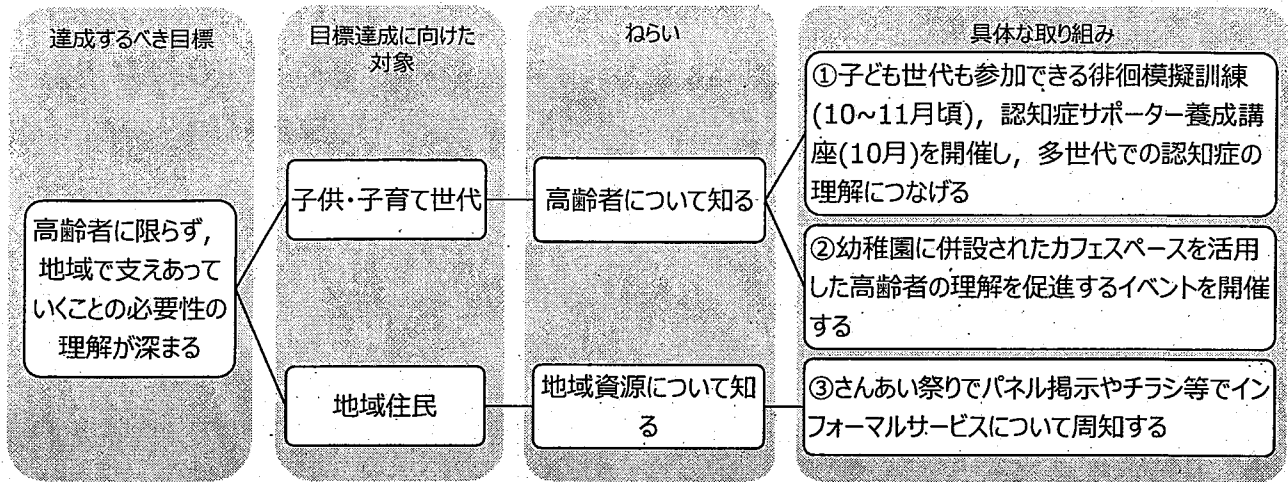 達成するべき目標
目標達成に向けた
対象
ねらい
具体な取り組み
高齢者に限らず,
地域で支えあって
いくことの必要性の
理解が深まる
子供・子育て世代
高齢者について知る
①子ども世代も参加できる徘徊模擬訓練
(10~11月頃),認知症サポーター養成講
座(10月)を開催し,多世代での認知症の
理解につなげる
②幼稚園に併設されたカフェスペースを活用
した高齢者の理解を促進するイベントを開催
する
地域住民
地域資源について知
る
③さんあい祭りでパネル掲示やチラシ等でイン
フォーマルサービスについて周知する